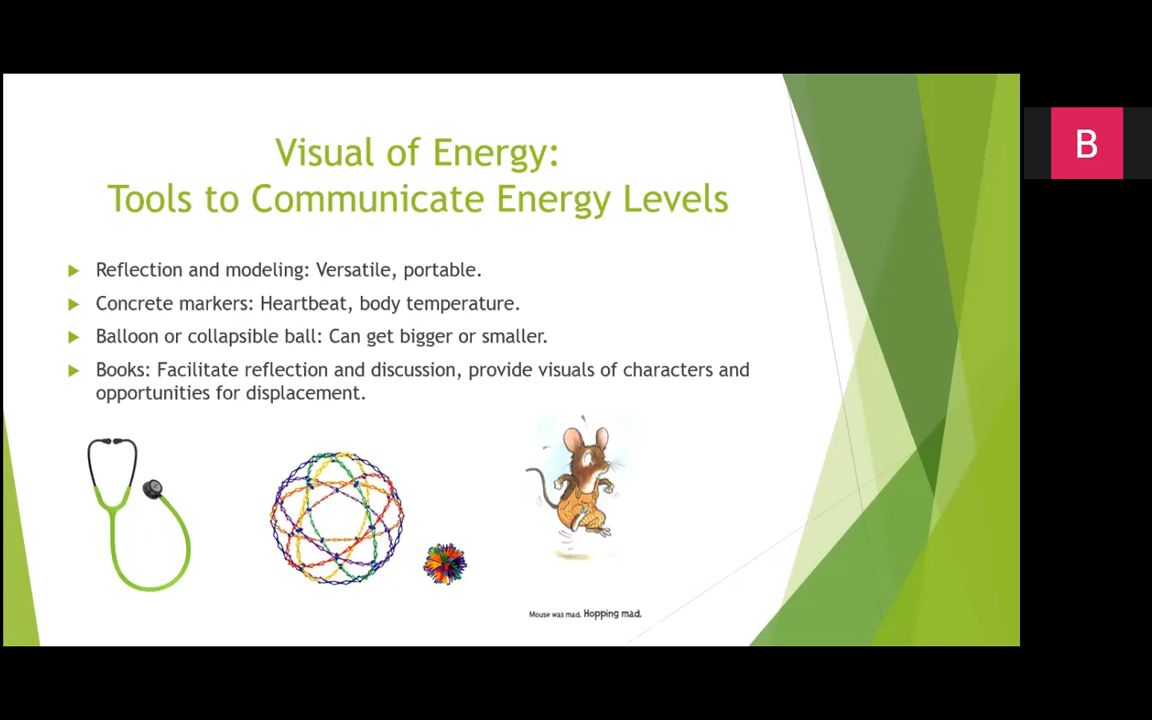 Visual of Energy:
Tools to Communicate Energy Levels
Reflection and modeling: Versatile, portable.
Concrete markers: Heartbeat, body temperature.
Balloon or collapsible ball: Can get bigger or smaller.
Books: Facilitate reflection and discussion, provide visuals of characters and
opportunities for displacement.
Mouse was mad. Hopping mad.
B